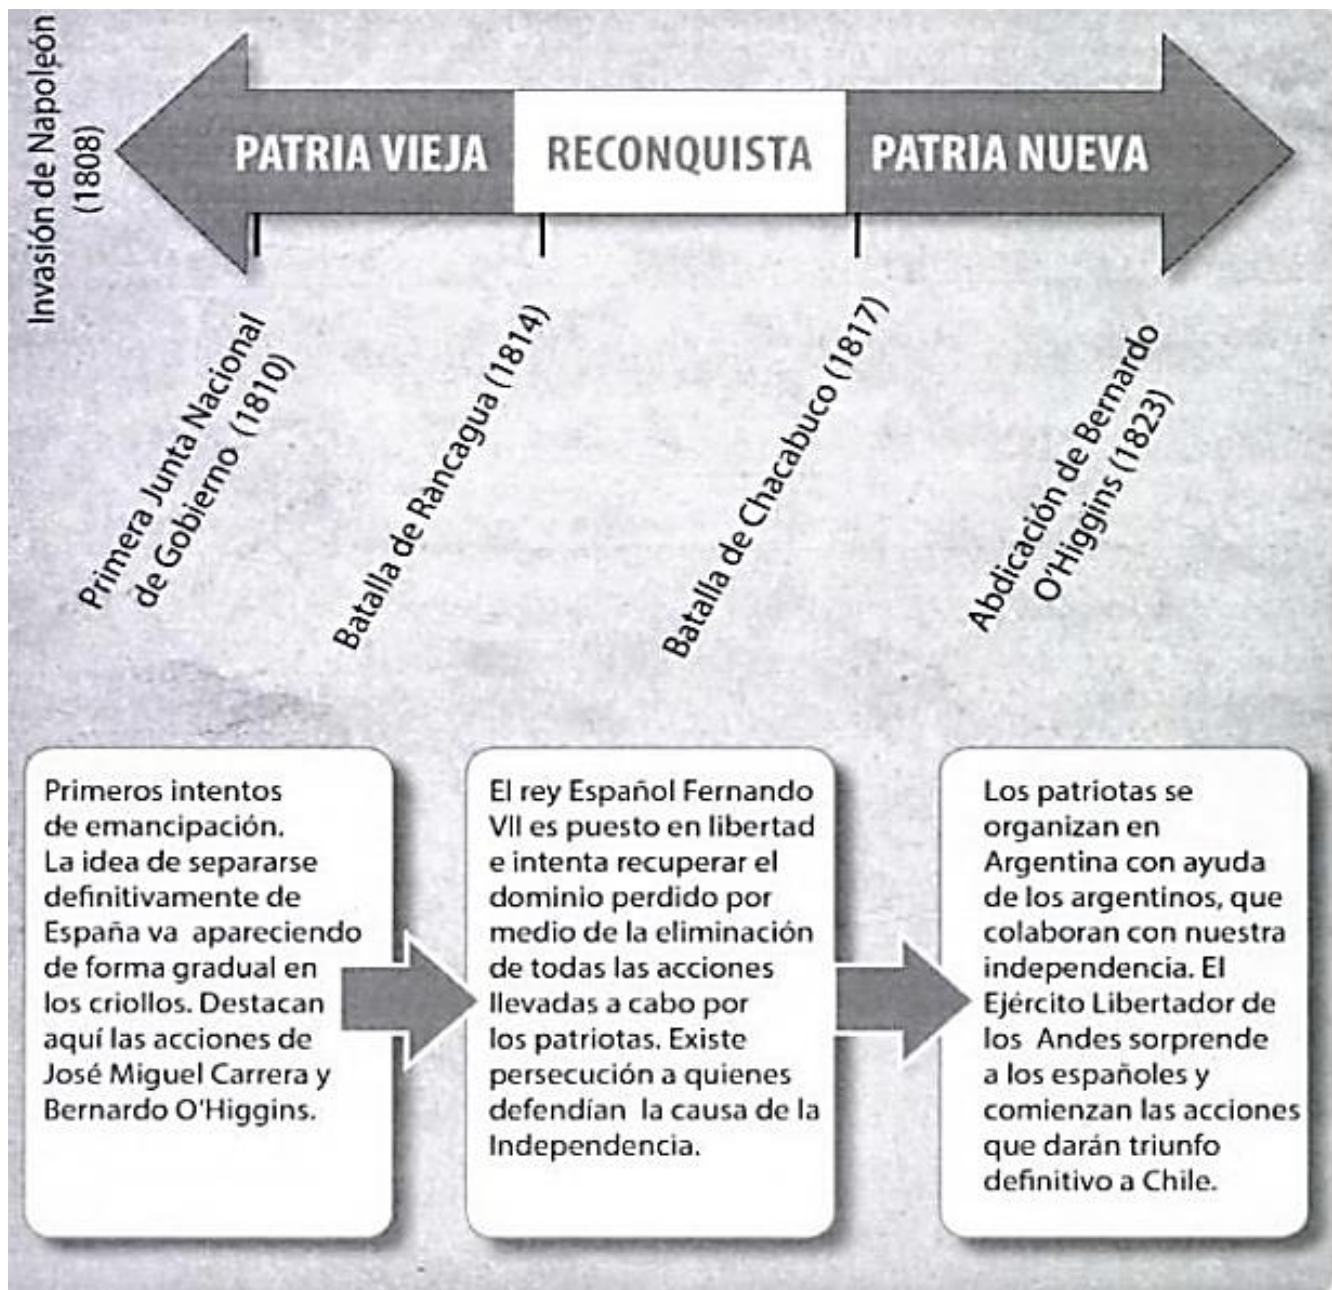 Invasión de Napoleón
(1808)
PATRIA VIEJA
RECONQUISTA
PATRIA NUEVA
Primera Junta Nacional
de Gobierno (1810)
Batalla de Rancagua (1814)
Batalla de Chacabuco (1817)
Abdicación de Bernardo
O'Higgins (1823)
Primeros intentos
de emancipación.
La idea de separarse
definitivamente de
España va apareciendo
de forma gradual en
los criollos. Destacan
aquí las acciones de
José Miguel Carrera y
Bernardo O'Higgins.
El rey Español Fernando
VII es puesto en libertad
e intenta recuperar el
dominio perdido por
medio de la eliminación
de todas las acciones
llevadas a cabo por
los patriotas. Existe
persecución a quienes
defendían la causa de la
Independencia.
Los patriotas se
organizan en
Argentina con ayuda
de los argentinos, que
colaboran con nuestra
independencia. El
Ejército Libertador de
los Andes sorprende
a los españoles y
comienzan las acciones
que darán triunfo
definitivo a Chile.